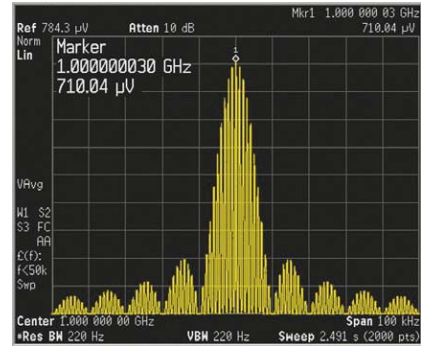 Mkr1 1.000 000 03 GHz
Ref 784.3 µV Atten 10 dB 710.04 µV
Norm
Lin
Marker
1.000000030 GHz
710.04 µV
1
VAvg
W1 S2
S3 FC
AA
£(f):
f<50k
Swp
Center 1.000 000 00 GHz Span 100 kHz
*Res BW 220 Hz VBW 220 Hz Sweep 2.491 s (2000 pts)